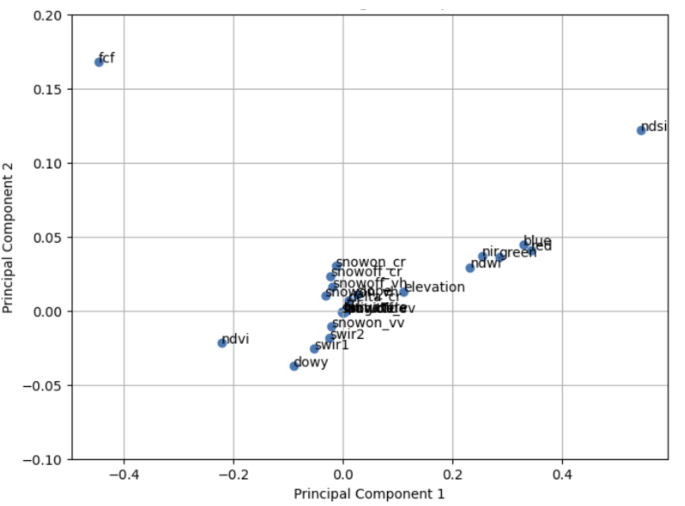 0.20
fcf
0.15
ndsi
0.10
Principal Component 2
0.05
blue
red
nir
green
snowon_cr
ndwi
snowoff_cr
snowoff_vh
elevation
delta_cr
0.00
snowon_vv
swir2
ndvi
swir1
dowy
−0.05
−0.10
−0.4
−0.2
0.0
0.2
0.4
Principal Component 1